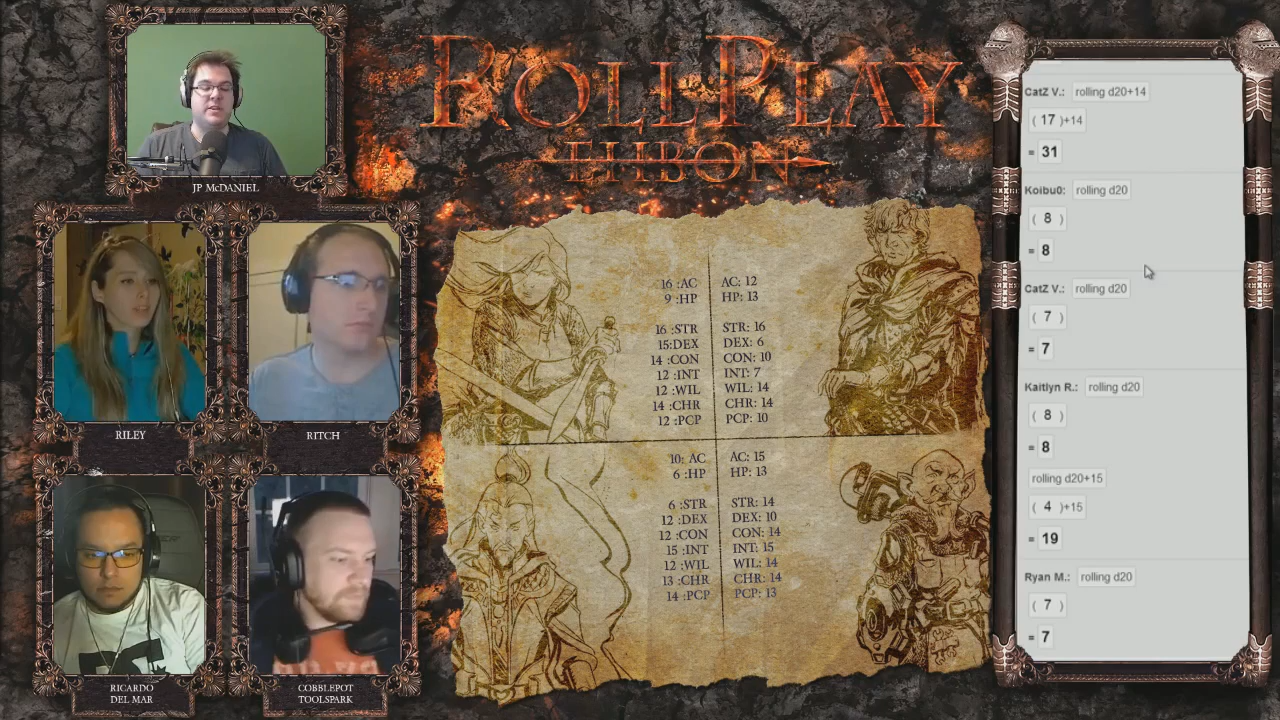 ROLLPLAY
EHBON
JP McDANIEL
RILEY
RITCH
RICARDO
DEL MAR
COBBLEPOT
TOOLSPARK
16 :AC
9 :HP
16 :STR
15:DEX
14 :CON
12 :INT
12 :WIL
14 :CHR
12 :PCP
AC: 12
HP: 13
STR: 16
DEX: 6
CON: 10
INT: 7
WIL: 14
CHR: 14
PCP: 10
10: AC
6 :HP
6 :STR
12 :DEX
12 :CON
15 :INT
12 :WIL
13 :CHR
14 :PCP
AC: 15
HP: 13
STR: 14
DEX: 10
CON: 14
INT: 15
WIL: 14
CHR: 14
PCP: 13
CatZ V.: rolling d20+14
( 17 )+14
= 31
Koibu0: rolling d20
( 8 )
= 8
CatZ V.: rolling d20
( 7 )
= 7
Kaitlyn R.: rolling d20
( 8 )
= 8
rolling d20+15
( 4 )+15
= 19
Ryan M.: rolling d20
( 7 )
= 7